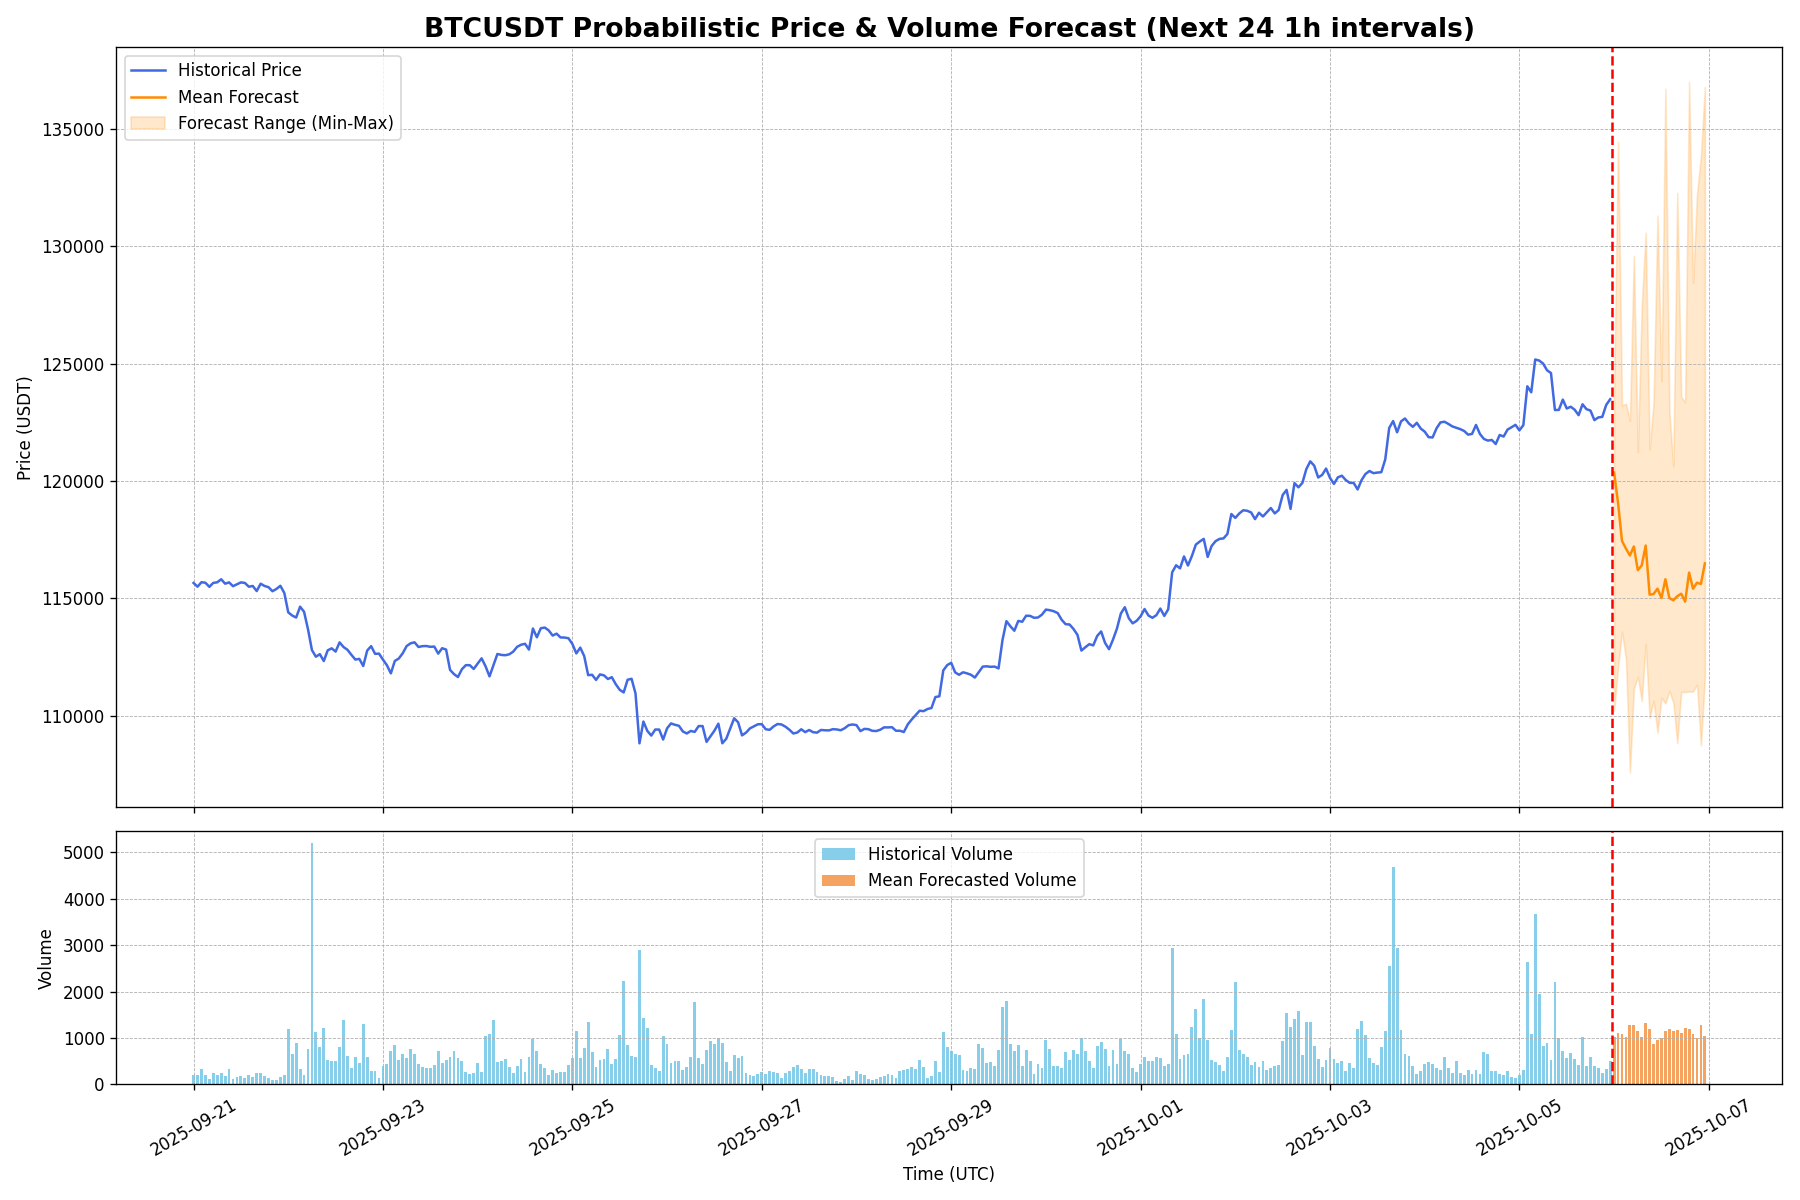 BTCUSDT Probabilistic Price & Volume Forecast (Next 24 1h intervals)
Historical Price
Mean Forecast
Forecast Range (Min-Max)
Price (USDT)
135000
130000
125000
120000
115000
110000
Historical Volume
Mean Forecasted Volume
Volume
5000
4000
3000
2000
1000
0
2025-09-21
2025-09-23
2025-09-25
2025-09-27
2025-09-29
2025-10-01
2025-10-03
2025-10-05
2025-10-07
Time (UTC)